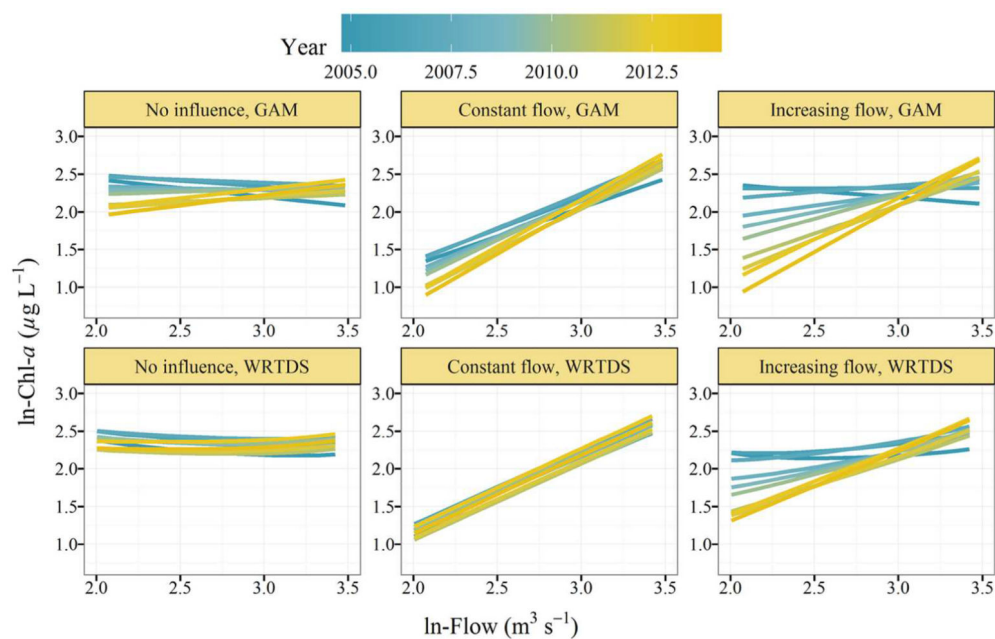 Year
2005.0 2007.5 2010.0 2012.5
No influence, GAM Constant flow, GAM Increasing flow, GAM
3.0 3.0 3.0
2.5 2.5 2.5
2.0 2.0 2.0
1.5 1.5 1.5
1.0 1.0 1.0
2.0 2.5 3.0 3.5 2.0 2.5 3.0 3.5 2.0 2.5 3.0 3.5
ln-Chl-a (µg L⁻¹)
No influence, WRTDS Constant flow, WRTDS Increasing flow, WRTDS
3.0 3.0 3.0
2.5 2.5 2.5
2.0 2.0 2.0
1.5 1.5 1.5
1.0 1.0 1.0
2.0 2.5 3.0 3.5 2.0 2.5 3.0 3.5 2.0 2.5 3.0 3.5
ln-Flow (m³ s⁻¹)